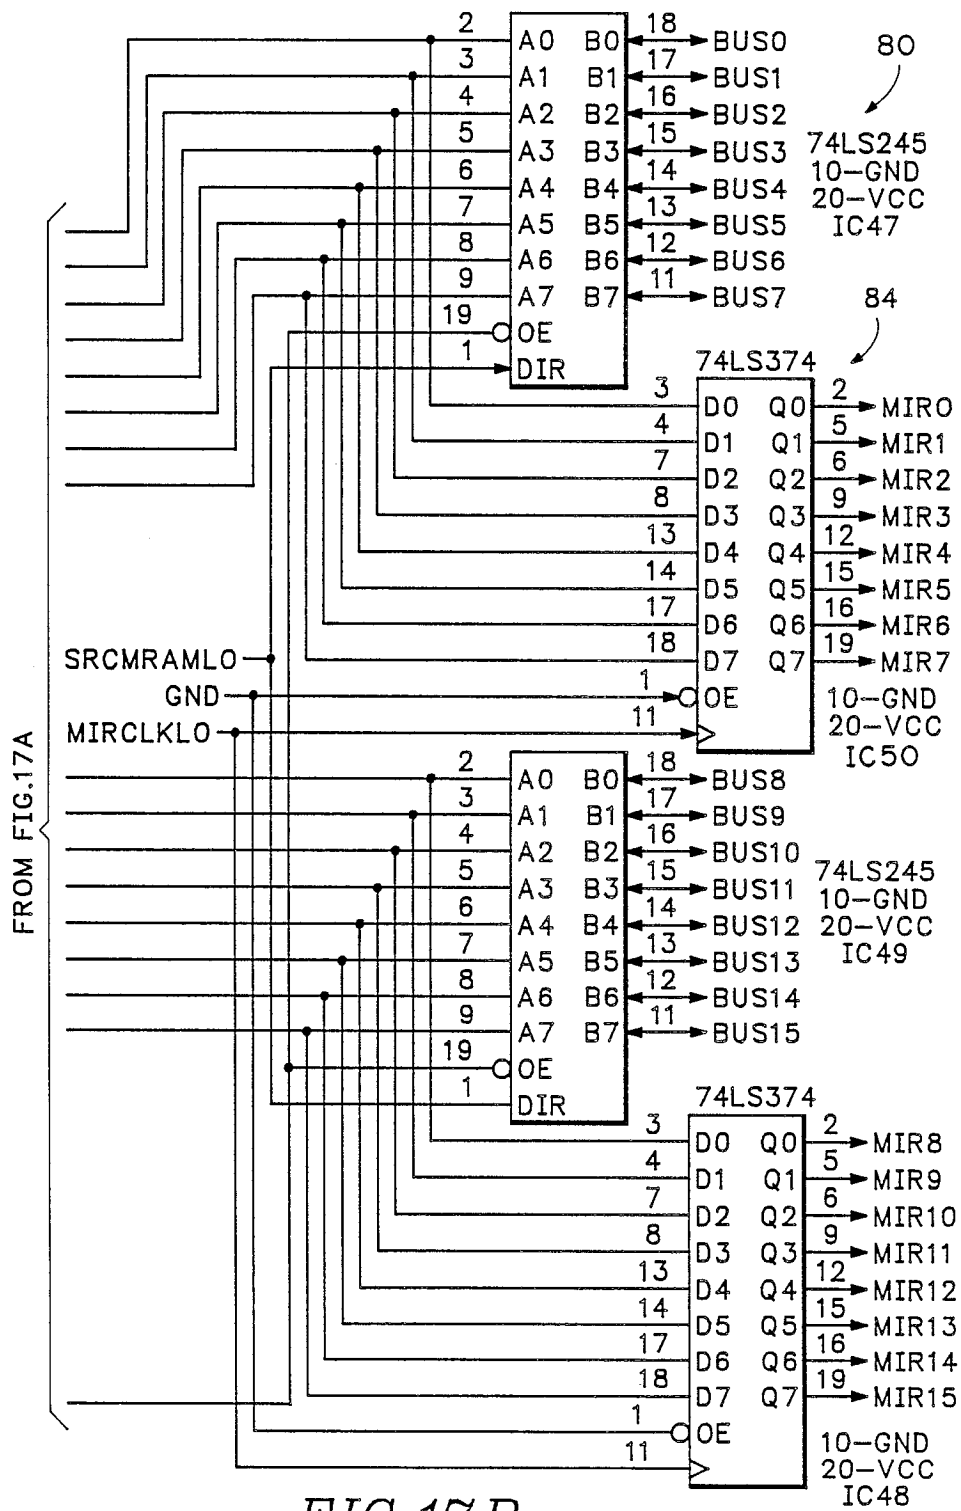 2 A0 B0 18 BUS0
3 A1 B1 17 BUS1
4 A2 B2 16 BUS2
5 A3 B3 15 BUS3
6 A4 B4 14 BUS4
7 A5 B5 13 BUS5
8 A6 B6 12 BUS6
9 A7 B7 11 BUS7
19 OE
1 DIR
80
74LS245
10-GND
20-VCC
IC47
84
74LS374
3 D0 Q0 2 MIR0
4 D1 Q1 5 MIR1
7 D2 Q2 6 MIR2
8 D3 Q3 9 MIR3
13 D4 Q4 12 MIR4
14 D5 Q5 15 MIR5
17 D6 Q6 16 MIR6
18 D7 Q7 19 MIR7
1 OE
11
10-GND
20-VCC
IC50
SRCMRAMLO
GND
MIRCLKLO
FROM FIG.17A
2 A0 B0 18 BUS8
3 A1 B1 17 BUS9
4 A2 B2 16 BUS10
5 A3 B3 15 BUS11
6 A4 B4 14 BUS12
7 A5 B5 13 BUS13
8 A6 B6 12 BUS14
9 A7 B7 11 BUS15
19 OE
1 DIR
74LS245
10-GND
20-VCC
IC49
74LS374
3 D0 Q0 2 MIR8
4 D1 Q1 5 MIR9
7 D2 Q2 6 MIR10
8 D3 Q3 9 MIR11
13 D4 Q4 12 MIR12
14 D5 Q5 15 MIR13
17 D6 Q6 16 MIR14
18 D7 Q7 19 MIR15
1 OE
11
10-GND
20-VCC
IC48
FIG.17B